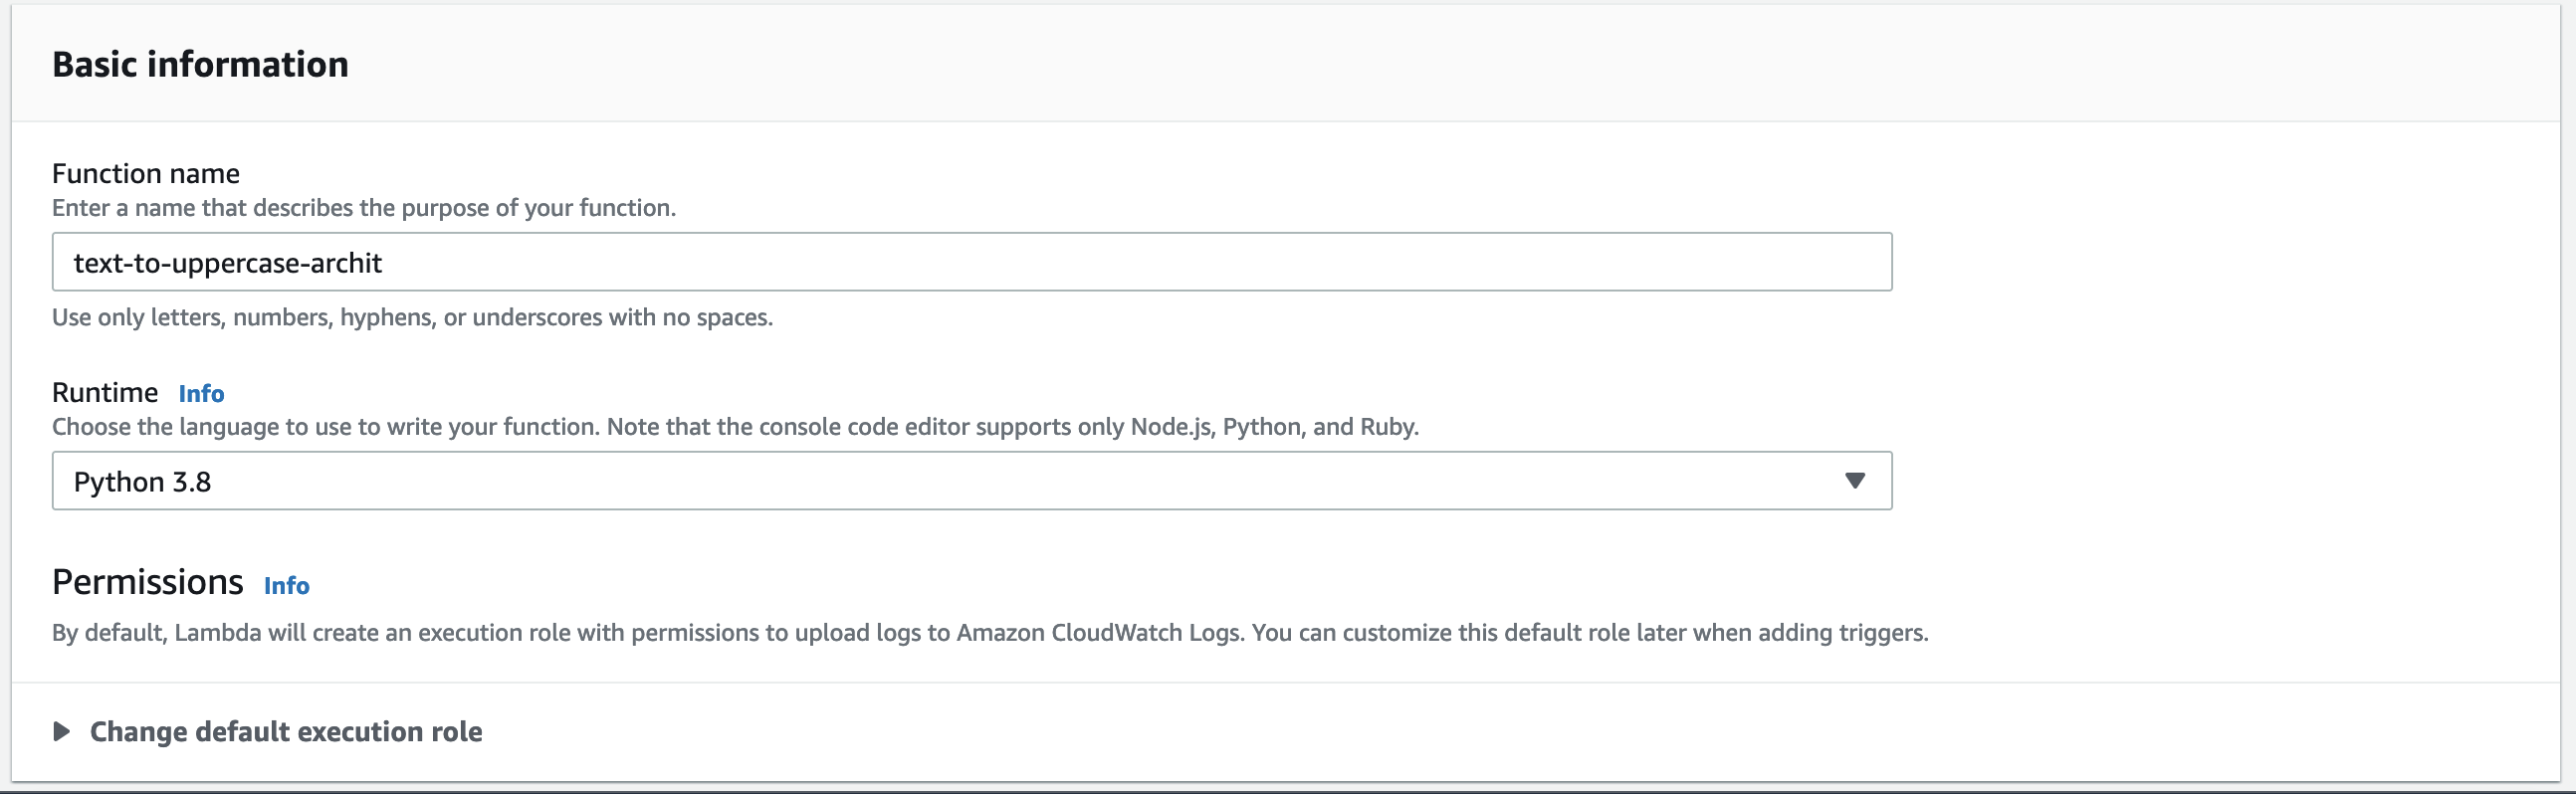 Basic information
Function name
Enter a name that describes the purpose of your function.
text-to-uppercase-archit
Use only letters, numbers, hyphens, or underscores with no spaces.
Runtime Info
Choose the language to use to write your function. Note that the console code editor supports only Node.js, Python, and Ruby.
Python 3.8
Permissions Info
By default, Lambda will create an execution role with permissions to upload logs to Amazon CloudWatch Logs. You can customize this default role later when adding triggers.
Change default execution role